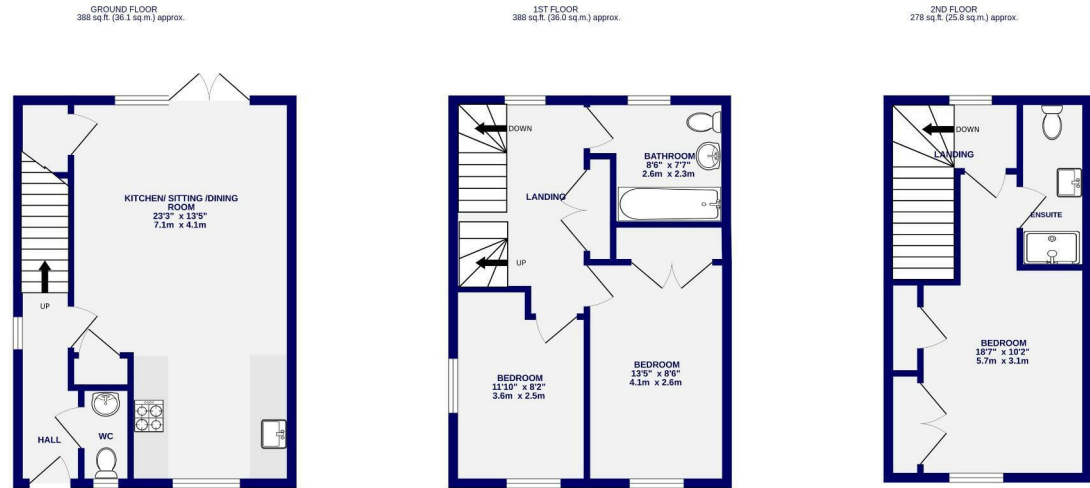 GROUND FLOOR
388 sq.ft. (36.1 sq.m.) approx.
KITCHEN/ SITTING /DINING
ROOM
23'3" x 13'5"
7.1m x 4.1m
UP
HALL
WC
1ST FLOOR
388 sq.ft. (36.0 sq.m.) approx.
DOWN
BATHROOM
8'6" x 7'7"
2.6m x 2.3m
LANDING
UP
BEDROOM
11'10" x 8'2"
3.6m x 2.5m
BEDROOM
13'5" x 8'6"
4.1m x 2.6m
2ND FLOOR
278 sq.ft. (25.8 sq.m.) approx.
DOWN
LANDING
ENSUITE
BEDROOM
18'7" x 10'2"
5.7m x 3.1m